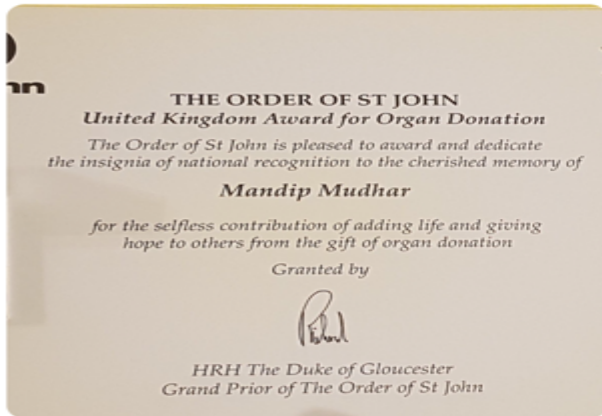 nn
THE ORDER OF ST JOHN
United Kingdom Award for Organ Donation
The Order of St John is pleased to award and dedicate
the insignia of national recognition to the cherished memory of
Mandip Mudhar
for the selfless contribution of adding life and giving
hope to others from the gift of organ donation
Granted by
Richard
HRH The Duke of Gloucester
Grand Prior of The Order of St John